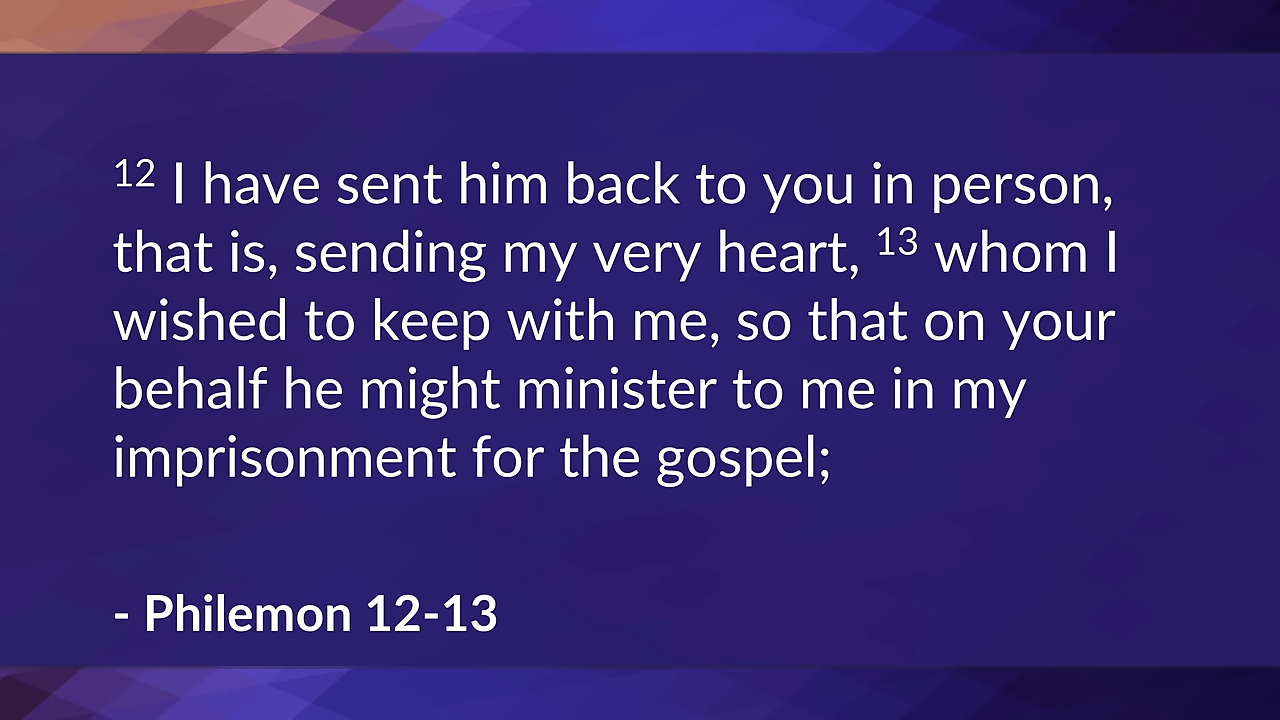 12 I have sent him back to you in person,
that is, sending my very heart, 13 whom I
wished to keep with me, so that on your
behalf he might minister to me in my
imprisonment for the gospel;
- Philemon 12-13